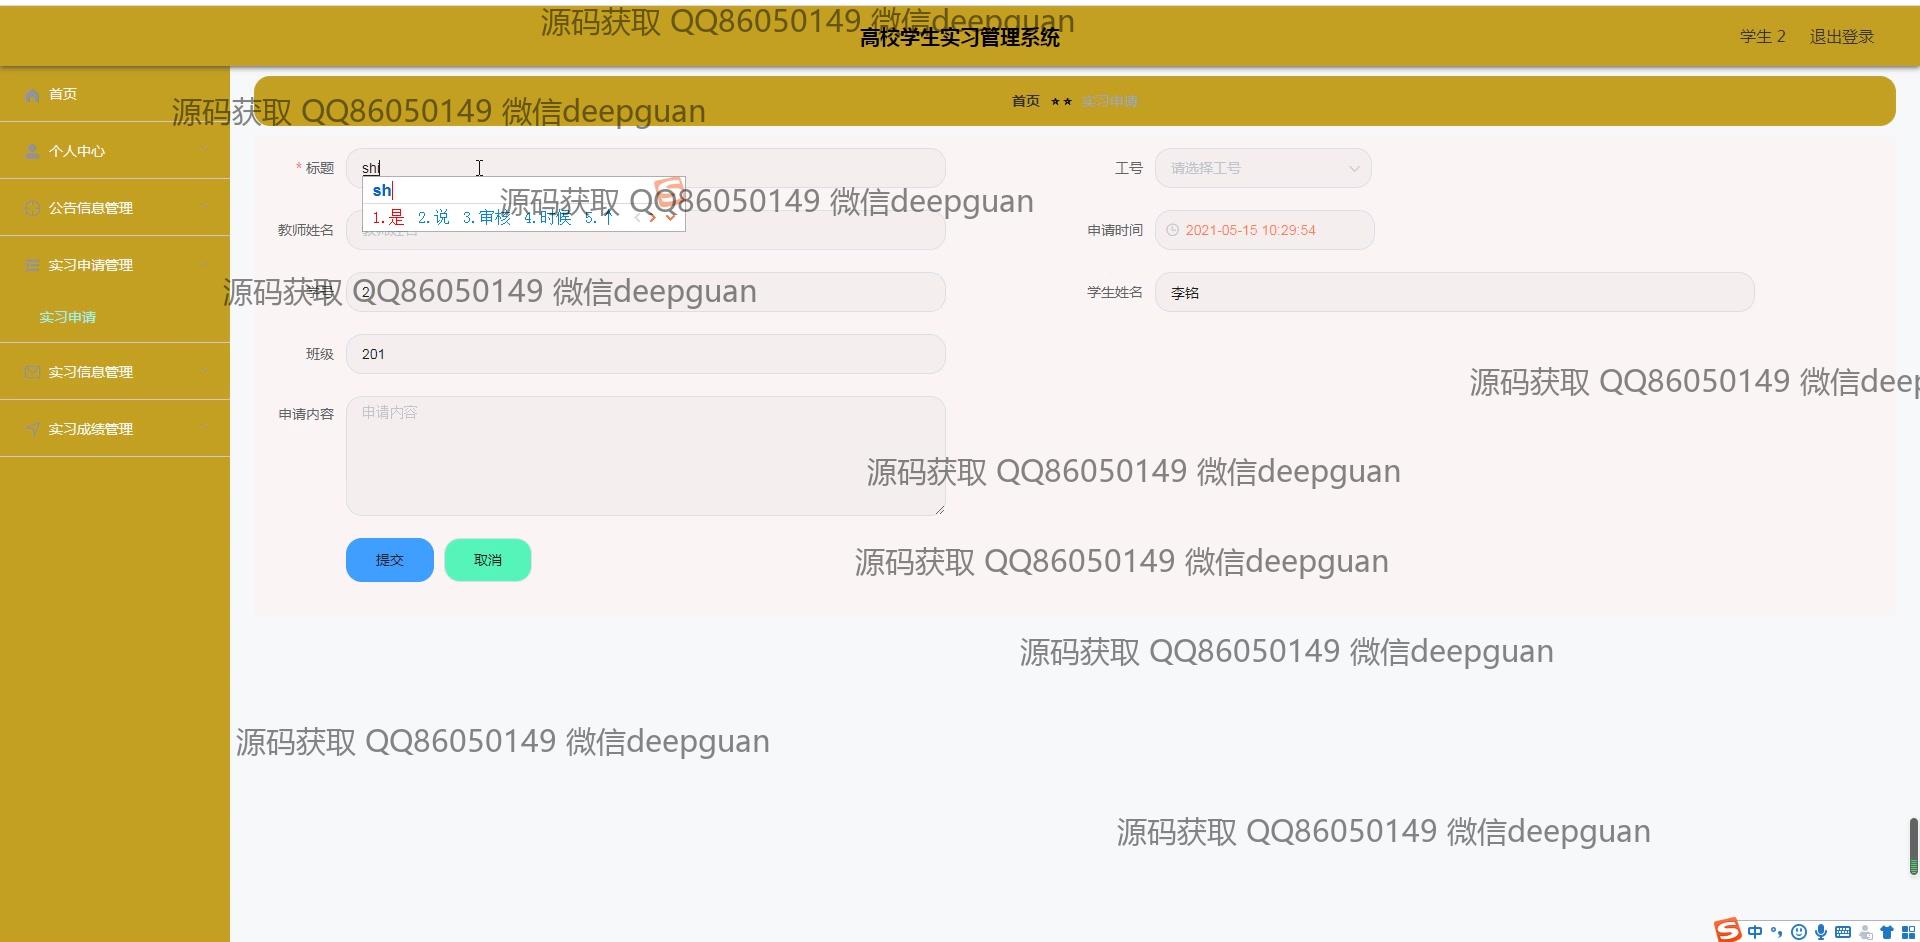 源码获取 QQ86050149 微信deepguan
高校学生实习管理系统
学生 2 退出登录
首页
源码获取 QQ86050149 微信deepguan
首页 ★★ 实习申请
个人中心
公告信息管理
实习申请管理
实习申请
实习信息管理
实习成绩管理
* 标题 shi
工号 请选择工号
sh
1.是 2.说 3.审核 4.时候 5.个
源码获取 QQ86050149 微信deepguan
教师姓名 教师姓名
申请时间 2021-05-15 10:29:54
源码获取 QQ86050149 微信deepguan
学号 2
学生姓名 李铭
班级 201
源码获取 QQ86050149 微信deep
申请内容 申请内容
源码获取 QQ86050149 微信deepguan
提交 取消
源码获取 QQ86050149 微信deepguan
源码获取 QQ86050149 微信deepguan
源码获取 QQ86050149 微信deepguan
源码获取 QQ86050149 微信deepguan
中